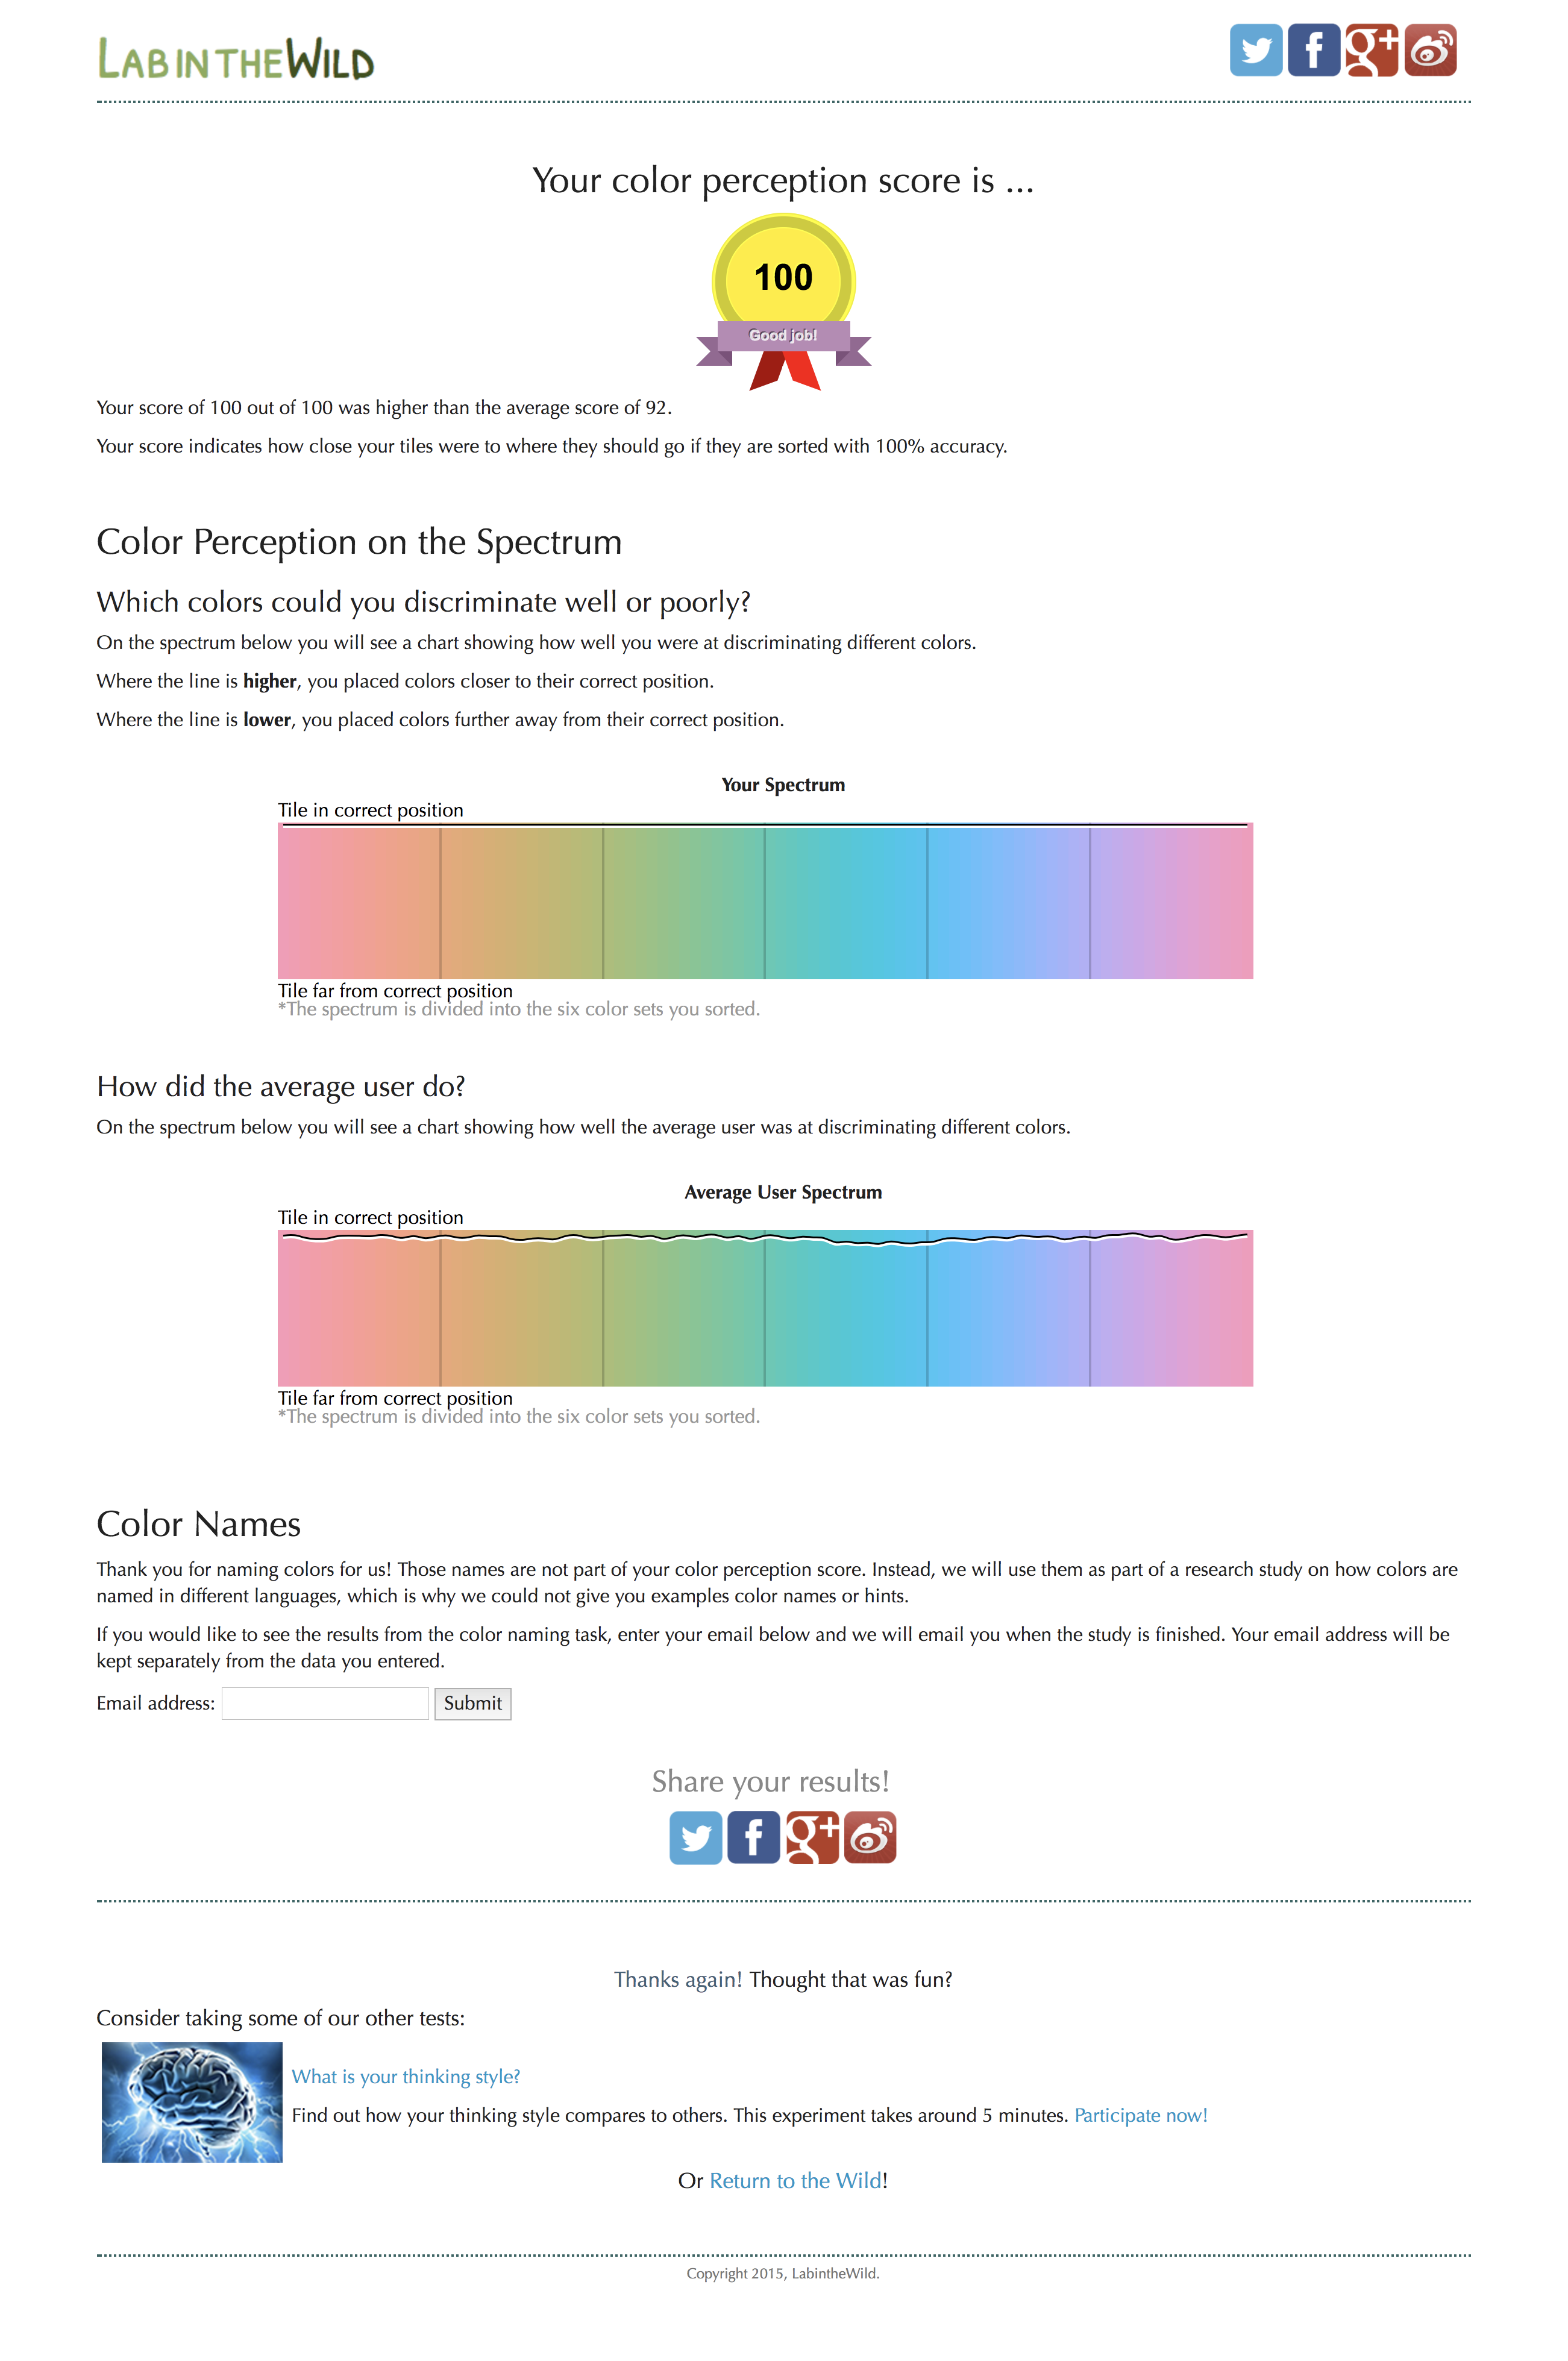 LAB IN THE WILD
Your color perception score is ...
100
Good job!
Your score of 100 out of 100 was higher than the average score of 92.
Your score indicates how close your tiles were to where they should go if they are sorted with 100% accuracy.
Color Perception on the Spectrum
Which colors could you discriminate well or poorly?
On the spectrum below you will see a chart showing how well you were at discriminating different colors.
Where the line is higher, you placed colors closer to their correct position.
Where the line is lower, you placed colors further away from their correct position.
Your Spectrum
Tile in correct position
Tile far from correct position
*The spectrum is divided into the six color sets you sorted.
How did the average user do?
On the spectrum below you will see a chart showing how well the average user was at discriminating different colors.
Average User Spectrum
Tile in correct position
Tile far from correct position
*The spectrum is divided into the six color sets you sorted.
Color Names
Thank you for naming colors for us! Those names are not part of your color perception score. Instead, we will use them as part of a research study on how colors are
named in different languages, which is why we could not give you examples color names or hints.
If you would like to see the results from the color naming task, enter your email below and we will email you when the study is finished. Your email address will be
kept separately from the data you entered.
Email address: Submit
Share your results!
Thanks again! Thought that was fun?
Consider taking some of our other tests:
What is your thinking style?
Find out how your thinking style compares to others. This experiment takes around 5 minutes. Participate now!
Or Return to the Wild!
Copyright 2015, LabintheWild.